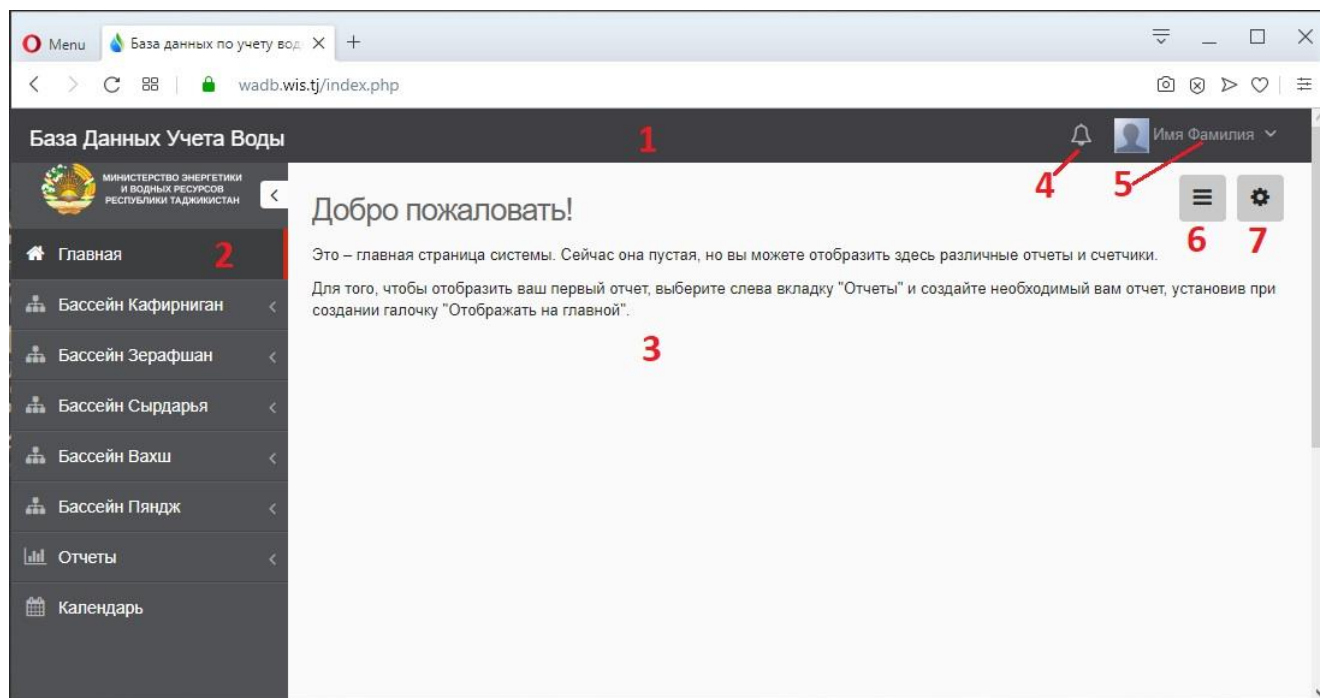 Menu
База данных по учету вод
wadb.wis.tj/index.php
База Данных Учета Воды
1
Имя Фамилия
МИНИСТЕРСТВО ЭНЕРГЕТИКИ
И ВОДНЫХ РЕСУРСОВ
РЕСПУБЛИКИ ТАДЖИКИСТАН
4
5
Добро пожаловать!
6
7
Главная
2
Это – главная страница системы. Сейчас она пустая, но вы можете отобразить здесь различные отчеты и счетчики.
Для того, чтобы отобразить ваш первый отчет, выберите слева вкладку "Отчеты" и создайте необходимый вам отчет, установив при
создании галочку "Отображать на главной".
3
Бассейн Кафирниган
Бассейн Зерафшан
Бассейн Сырдарья
Бассейн Вахш
Бассейн Пяндж
Отчеты
Календарь